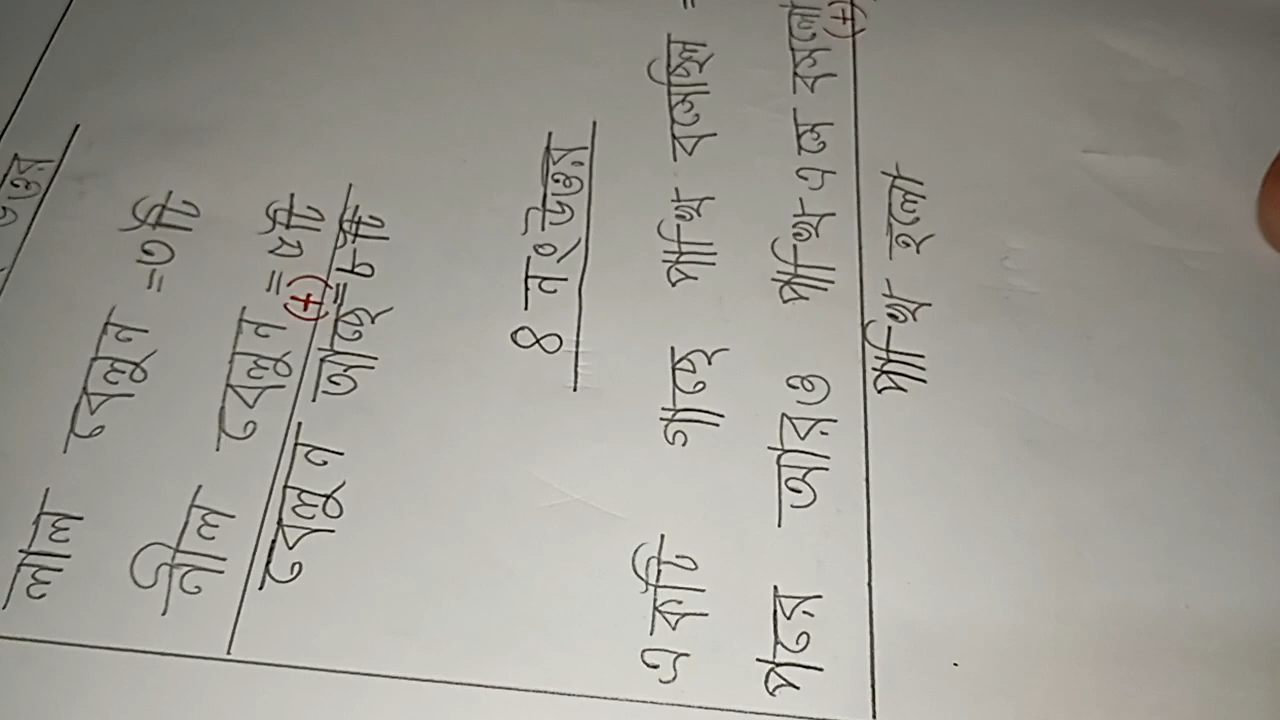 উত্তর
লাল বেলুন =৩টি
নীল বেলুন =৫টি
(+)
বেলুন আছে=৮টি
৪ নং উত্তর
একটি গাছে পাখি বসেছিল =
পরে আরও পাখি এসে বসলো
(+)
পাখি হলো